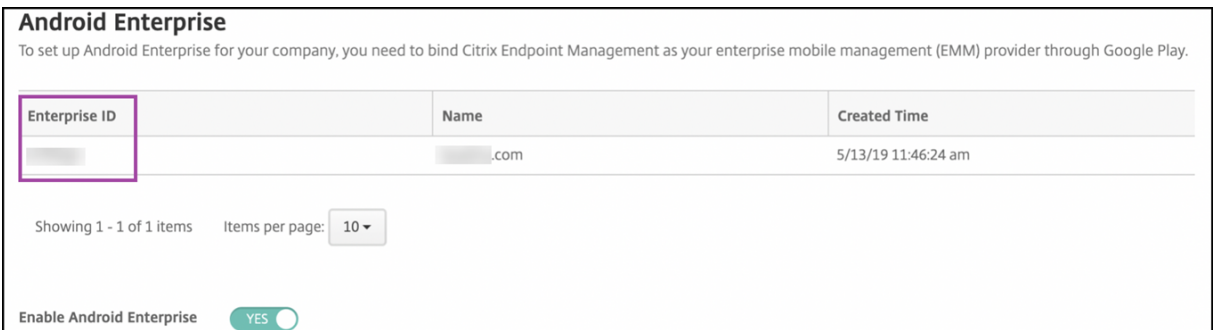 Android Enterprise
To set up Android Enterprise for your company, you need to bind Citrix Endpoint Management as your enterprise mobile management (EMM) provider through Google Play.
Enterprise ID Name Created Time
.com 5/13/19 11:46:24 am
Showing 1 - 1 of 1 items Items per page: 10
Enable Android Enterprise YES